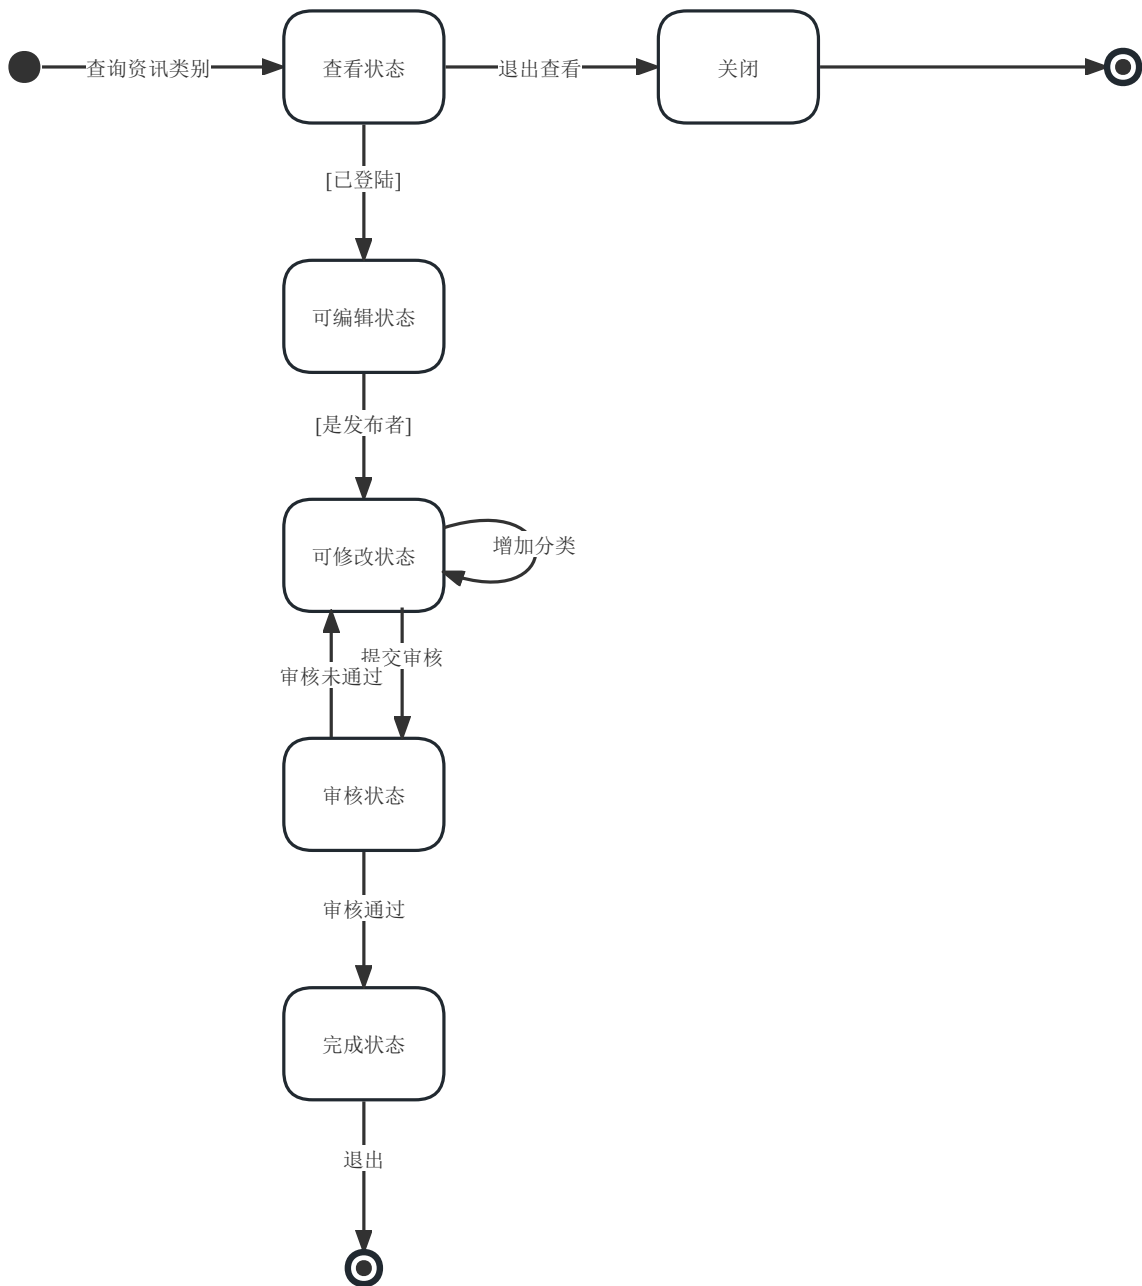 查询资讯类别
查看状态
退出查看
关闭
[已登陆]
可编辑状态
[是发布者]
可修改状态
增加分类
提交审核
审核未通过
审核状态
审核通过
完成状态
退出